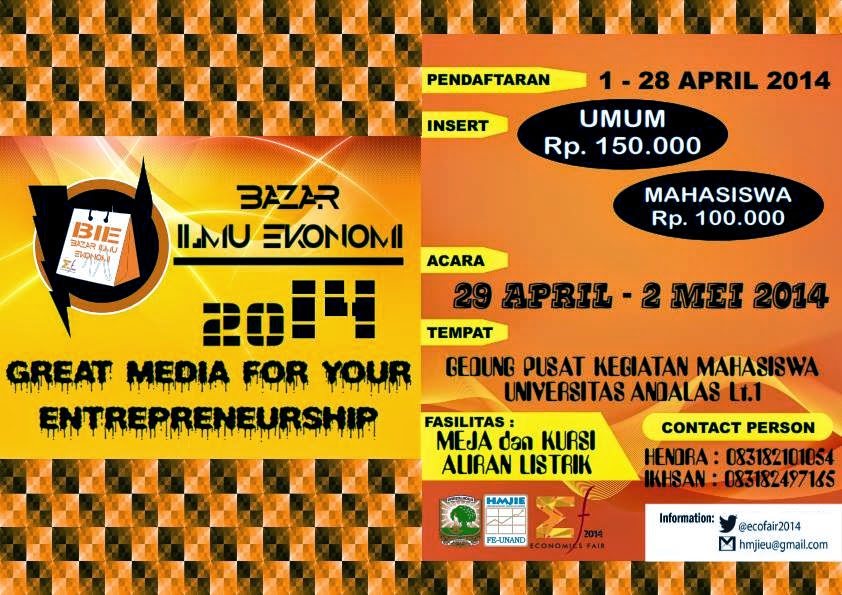 BIE
BAZAR ILMU
EKONOMI
BAZAR
ILMU EKONOMI
2014
GREAT MEDIA FOR YOUR
ENTREPRENEURSHIP
PENDAFTARAN 1 - 28 APRIL 2014
INSERT
UMUM
Rp. 150.000
MAHASISWA
Rp. 100.000
ACARA
29 APRIL - 2 MEI 2014
TEMPAT
GEDUNG PUSAT KEGIATAN MAHASISWA
UNIVERSITAS ANDALAS Lt.1
FASILITAS :
MEJA dan KURSI
ALIRAN LISTRIK
CONTACT PERSON
HENDRA : 083182101054
IKHSAN : 083182497165
HMJIE
FE-UNAND
Σf 2014
ECONOMICS FAIR
Information:
@ecofair2014
hmjieu@gmail.com